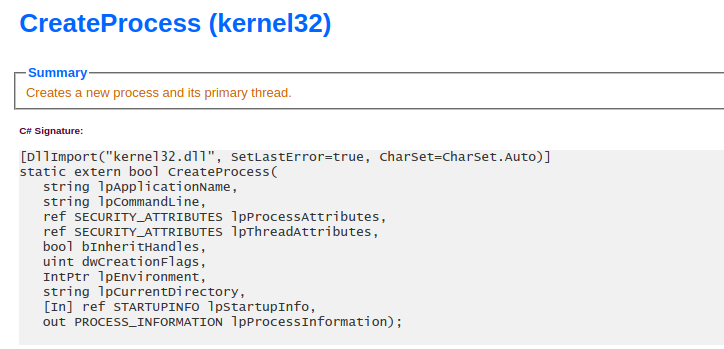 CreateProcess (kernel32)
Summary
Creates a new process and its primary thread.
C# Signature:
[DllImport("kernel32.dll", SetLastError=true, CharSet=CharSet.Auto)]
static extern bool CreateProcess(
   string lpApplicationName,
   string lpCommandLine,
   ref SECURITY_ATTRIBUTES lpProcessAttributes,
   ref SECURITY_ATTRIBUTES lpThreadAttributes,
   bool bInheritHandles,
   uint dwCreationFlags,
   IntPtr lpEnvironment,
   string lpCurrentDirectory,
   [In] ref STARTUPINFO lpStartupInfo,
   out PROCESS_INFORMATION lpProcessInformation);